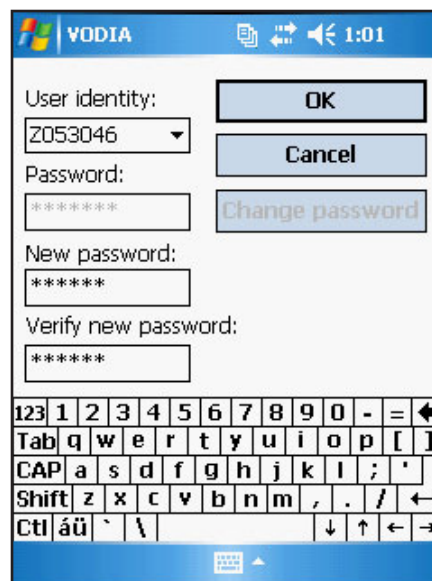 VODIA 1:01
User identity:
OK
Z053046
Cancel
Password:
*******
Change password
New password:
******
Verify new password:
******
123 1 2 3 4 5 6 7 8 9 0 - = ←
Tab q w e r t y u i o p [ ]
CAP a s d f g h j k l ; '
Shift z x c v b n m , . / ←
Ctl áü ` \ ↓ ↑ ← →